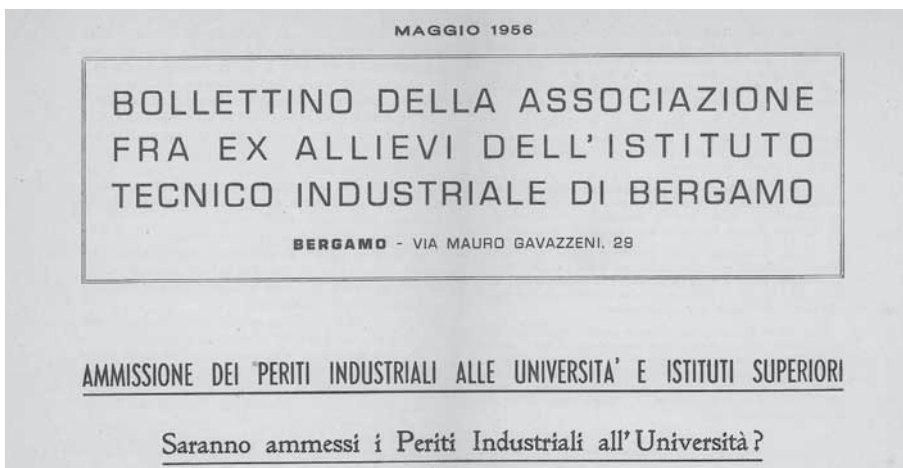 MAGGIO 1956
BOLLETTINO DELLA ASSOCIAZIONE
FRA EX ALLIEVI DELL'ISTITUTO
TECNICO INDUSTRIALE DI BERGAMO
BERGAMO - VIA MAURO GAVAZZENI, 29
AMMISSIONE DEI "PERITI INDUSTRIALI ALLE UNIVERSITA' E ISTITUTI SUPERIORI
Saranno ammessi i Periti Industriali all'Università?